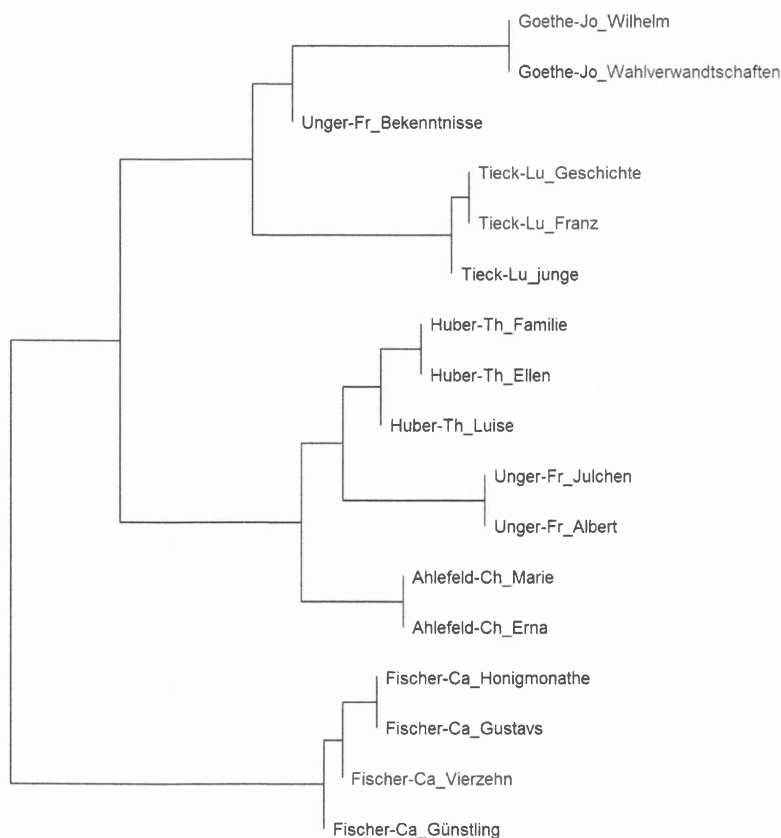 Goethe-Jo_Wilhelm
Goethe-Jo_Wahlverwandtschaften
Unger-Fr_Bekenntnisse
Tieck-Lu_Geschichte
Tieck-Lu_Franz
Tieck-Lu_junge
Huber-Th_Familie
Huber-Th_Ellen
Huber-Th_Luise
Unger-Fr_Julchen
Unger-Fr_Albert
Ahlefeld-Ch_Marie
Ahlefeld-Ch_Erna
Fischer-Ca_Honigmonathe
Fischer-Ca_Gustavs
Fischer-Ca_Vierzehn
Fischer-Ca_Günstling